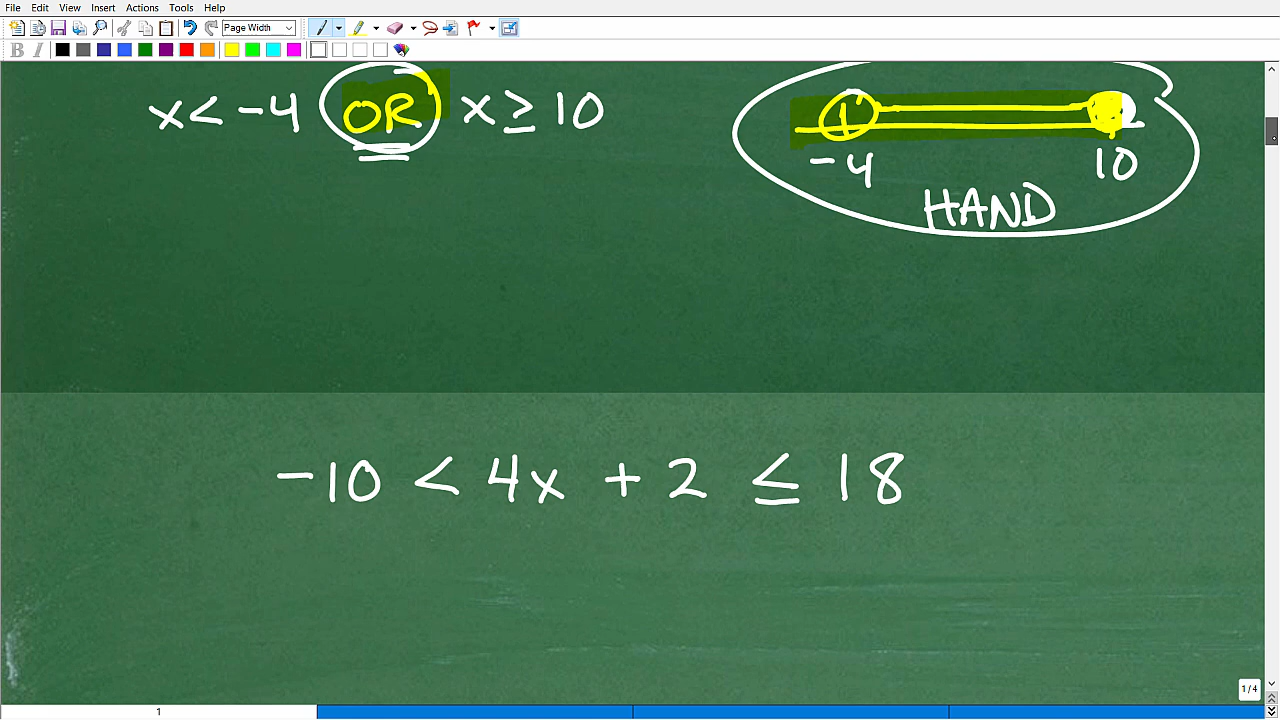 File Edit View Insert Actions Tools Help
Page Width
B I
x < -4 OR x ≥ 10
-4 10
HAND
-10 < 4x + 2 ≤ 18
1/4
1